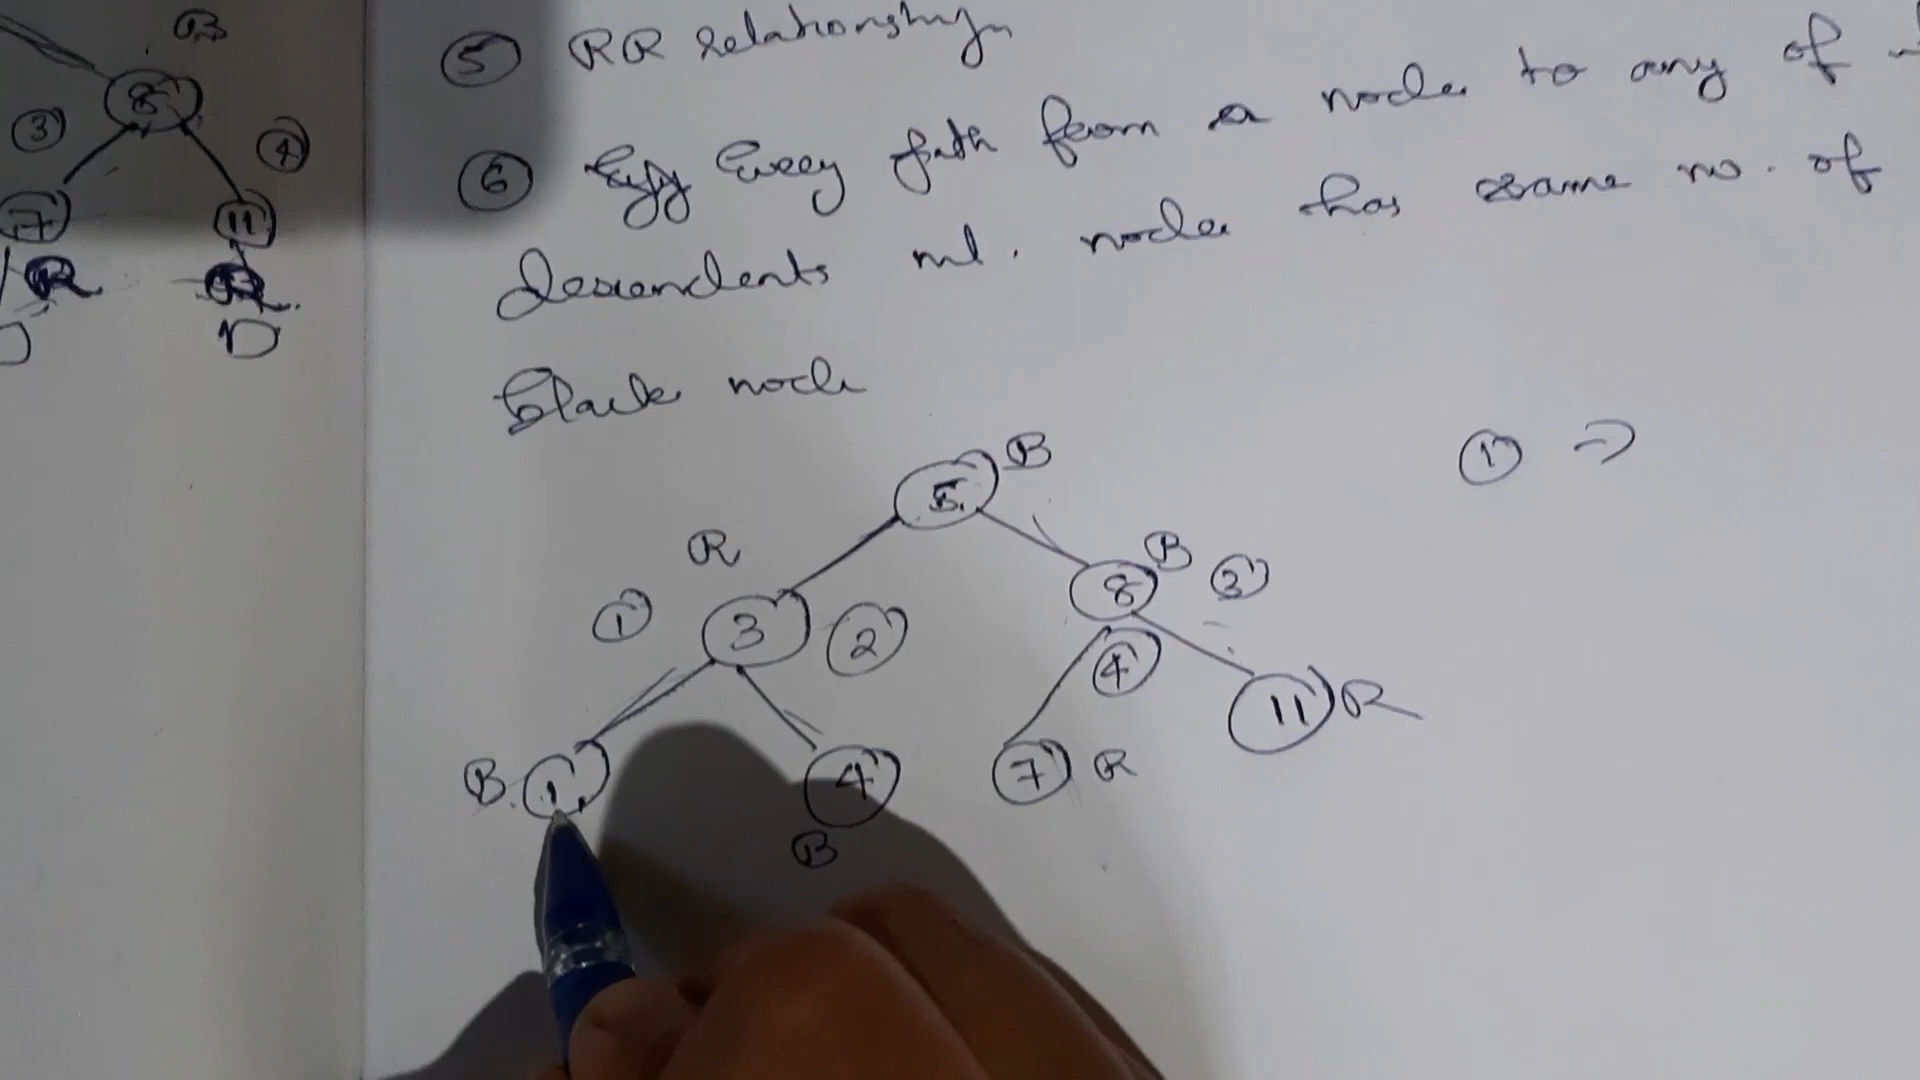 B
8
3
4
7
11
R
R
⑤ RR relationship
⑥ Every path from a node to any of
descendents nul. node has same no. of
black node
① =>
5 B
R
① 3 ②
8 B ③
④
B. 1
4
B
7 R
11 R